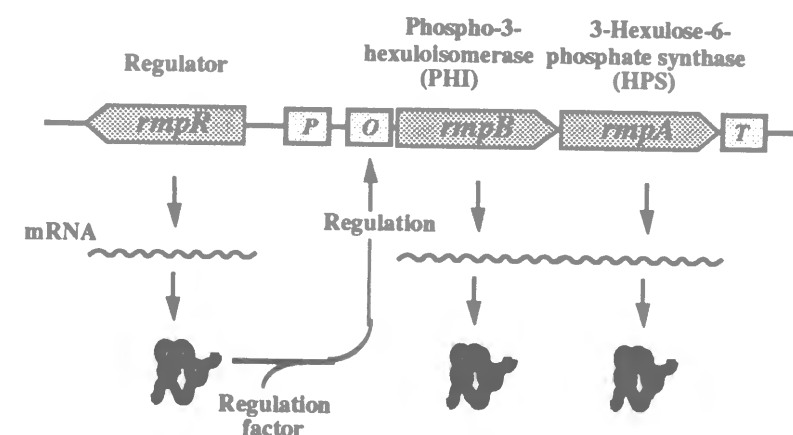 Regulator
Phospho-3-
hexuloisomerase
(PHI)
3-Hexulose-6-
phosphate synthase
(HPS)
rmpR
P
O
rmpB
rmpA
T
Regulation
mRNA
Regulation
factor